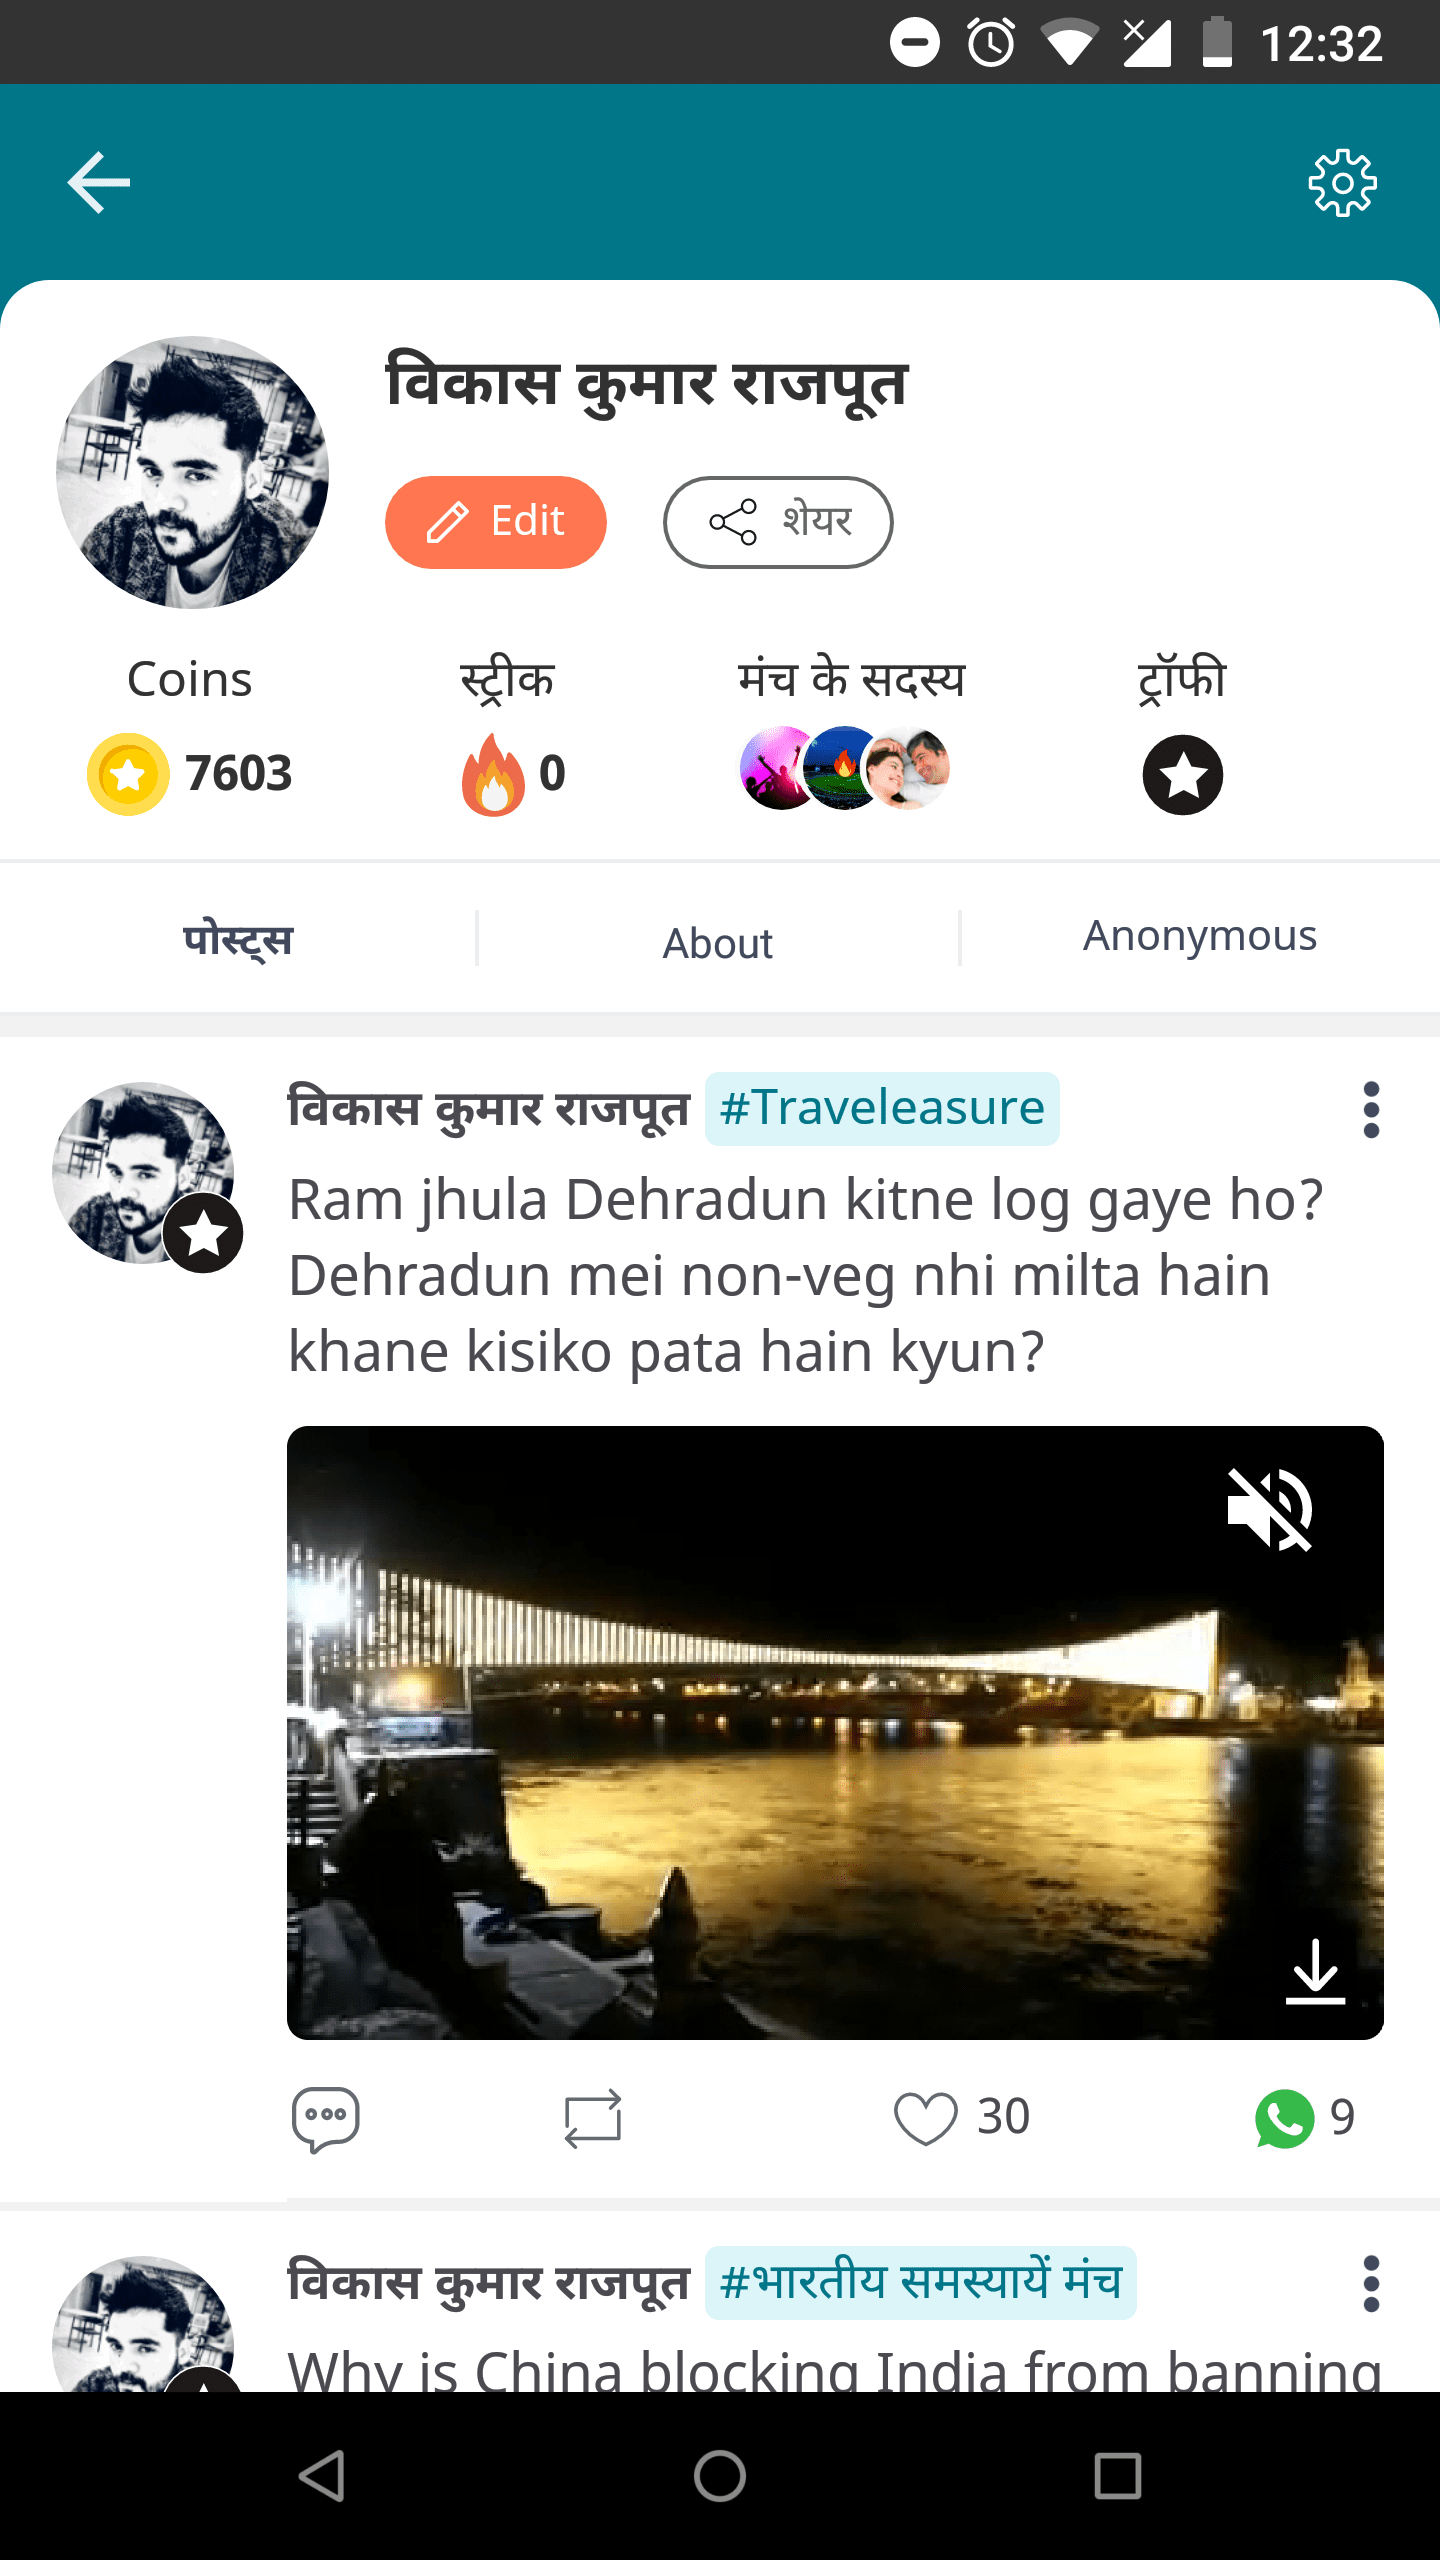 12:32
विकास कुमार राजपूत
Edit
शेयर
Coins
स्ट्रीक
मंच के सदस्य
ट्रॉफी
7603
0
पोस्ट्स
About
Anonymous
विकास कुमार राजपूत #Traveleasure
Ram jhula Dehradun kitne log gaye ho?
Dehradun mei non-veg nhi milta hain
khane kisiko pata hain kyun?
30
9
विकास कुमार राजपूत #भारतीय समस्यायें मंच
Why is China blocking India from banning